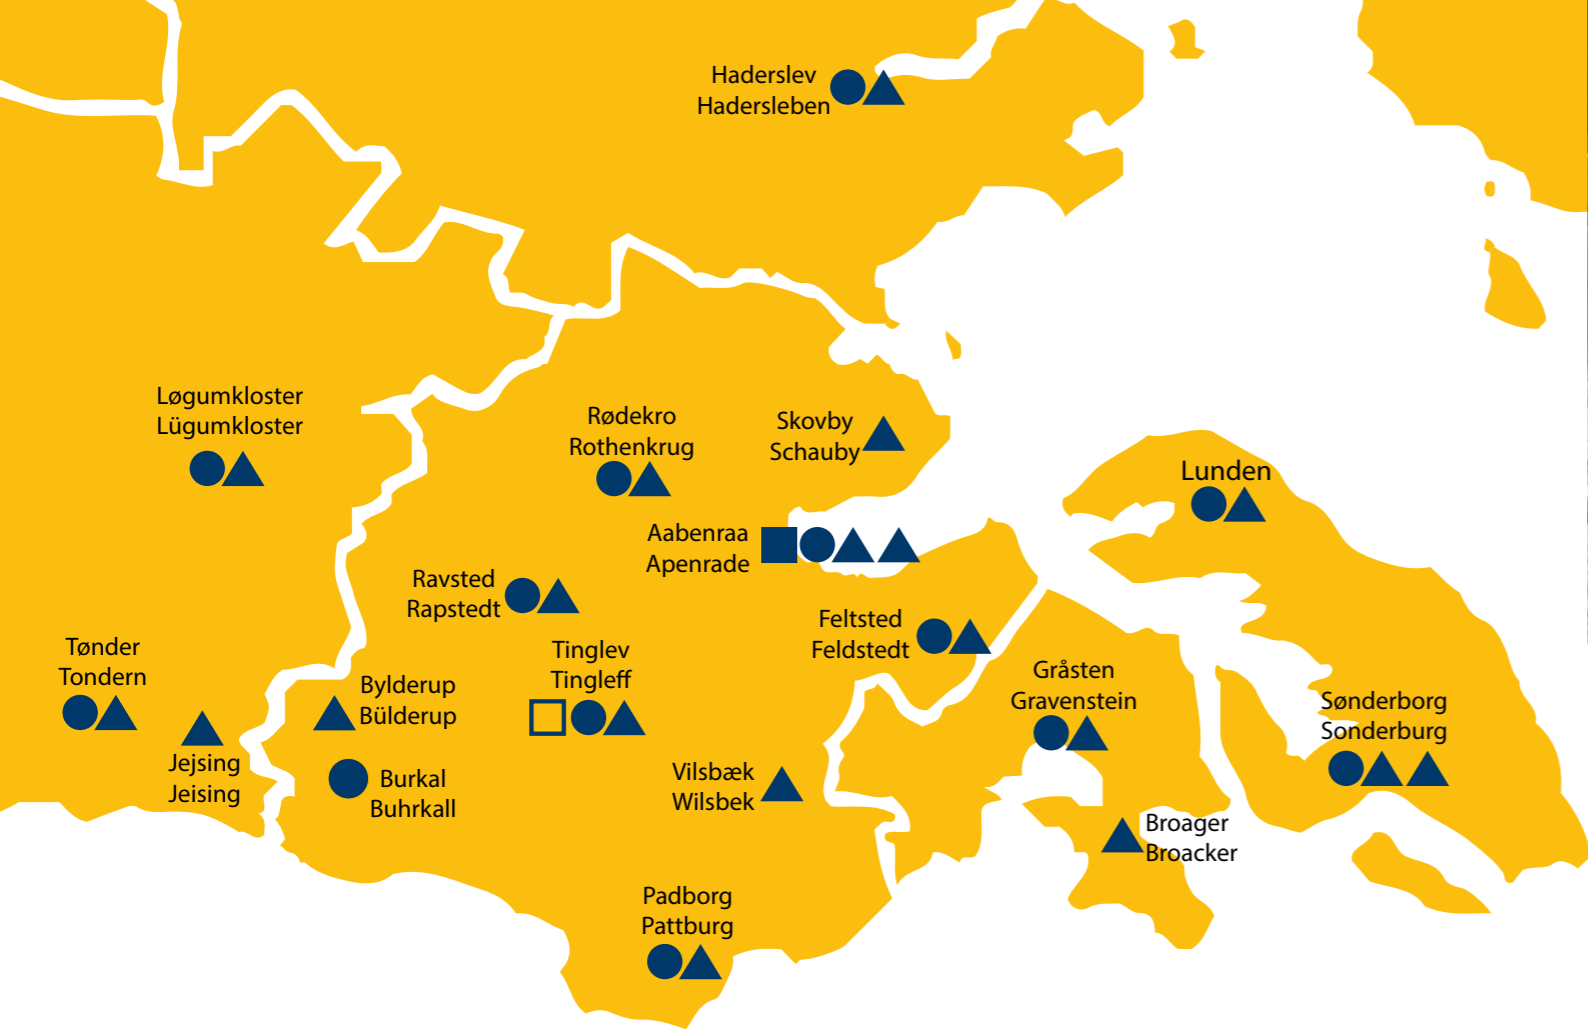 Haderslev
Hadersleben
Løgumkloster
Lügumkloster
Rødekro
Rothenkrug
Skovby
Schauby
Lunden
Aabenraa
Apenrade
Ravsted
Rapstedt
Feltsted
Feldstedt
Tønder
Tondern
Tinglev
Tingleff
Gråsten
Gravenstein
Bylderup
Bülderup
Sønderborg
Sonderburg
Jejsing
Jeising
Burkal
Buhrkall
Vilsbæk
Wilsbek
Broager
Broacker
Padborg
Pattburg